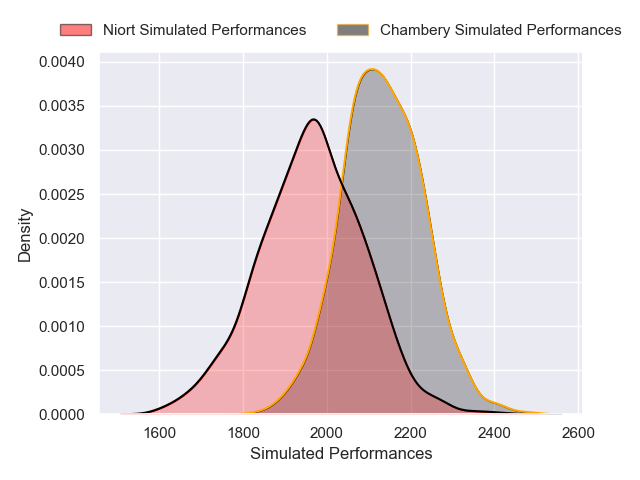 Niort Simulated Performances Chambery Simulated Performances
0.0040
0.0035
0.0030
0.0025
0.0020
0.0015
0.0010
0.0005
0.0000
Density
1600 1800 2000 2200 2400 2600
Simulated Performances